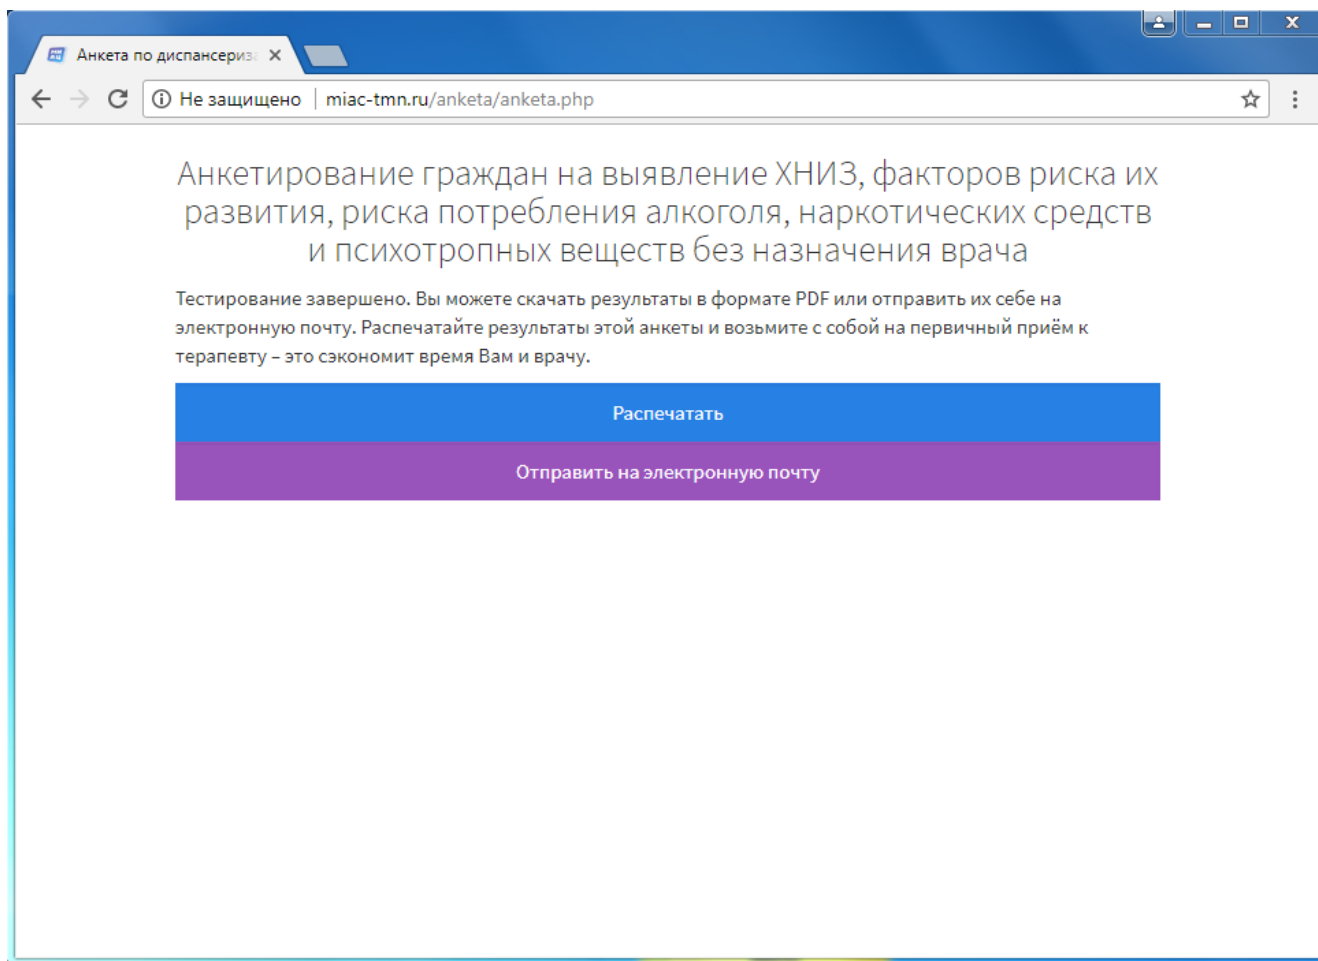 Анкета по диспансериз
Не защищено
miac-tmn.ru/anketa/anketa.php
Анкетирование граждан на выявление ХНИЗ, факторов риска их
развития, риска потребления алкоголя, наркотических средств
и психотропных веществ без назначения врача
Тестирование завершено. Вы можете скачать результаты в формате PDF или отправить их себе на
электронную почту. Распечатайте результаты этой анкеты и возьмите с собой на первичный приём к
терапевту – это сэкономит время Вам и врачу.
Распечатать
Отправить на электронную почту